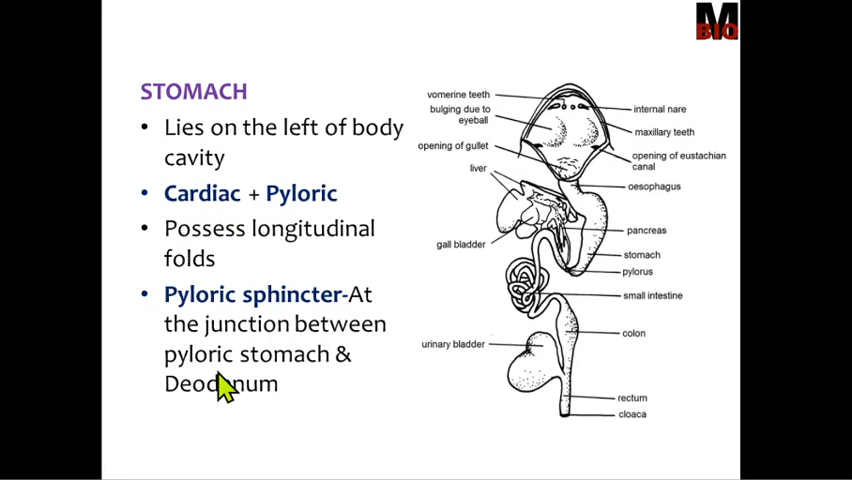 M
BIO
STOMACH
• Lies on the left of body
cavity
• Cardiac + Pyloric
• Possess longitudinal
folds
• Pyloric sphincter-At
the junction between
pyloric stomach &
Deodenum
vomerine teeth
bulging due to
eyeball
opening of gullet
liver
gall bladder
urinary bladder
internal nare
maxillary teeth
opening of eustachian
canal
oesophagus
pancreas
stomach
pylorus
small intestine
colon
rectum
cloaca